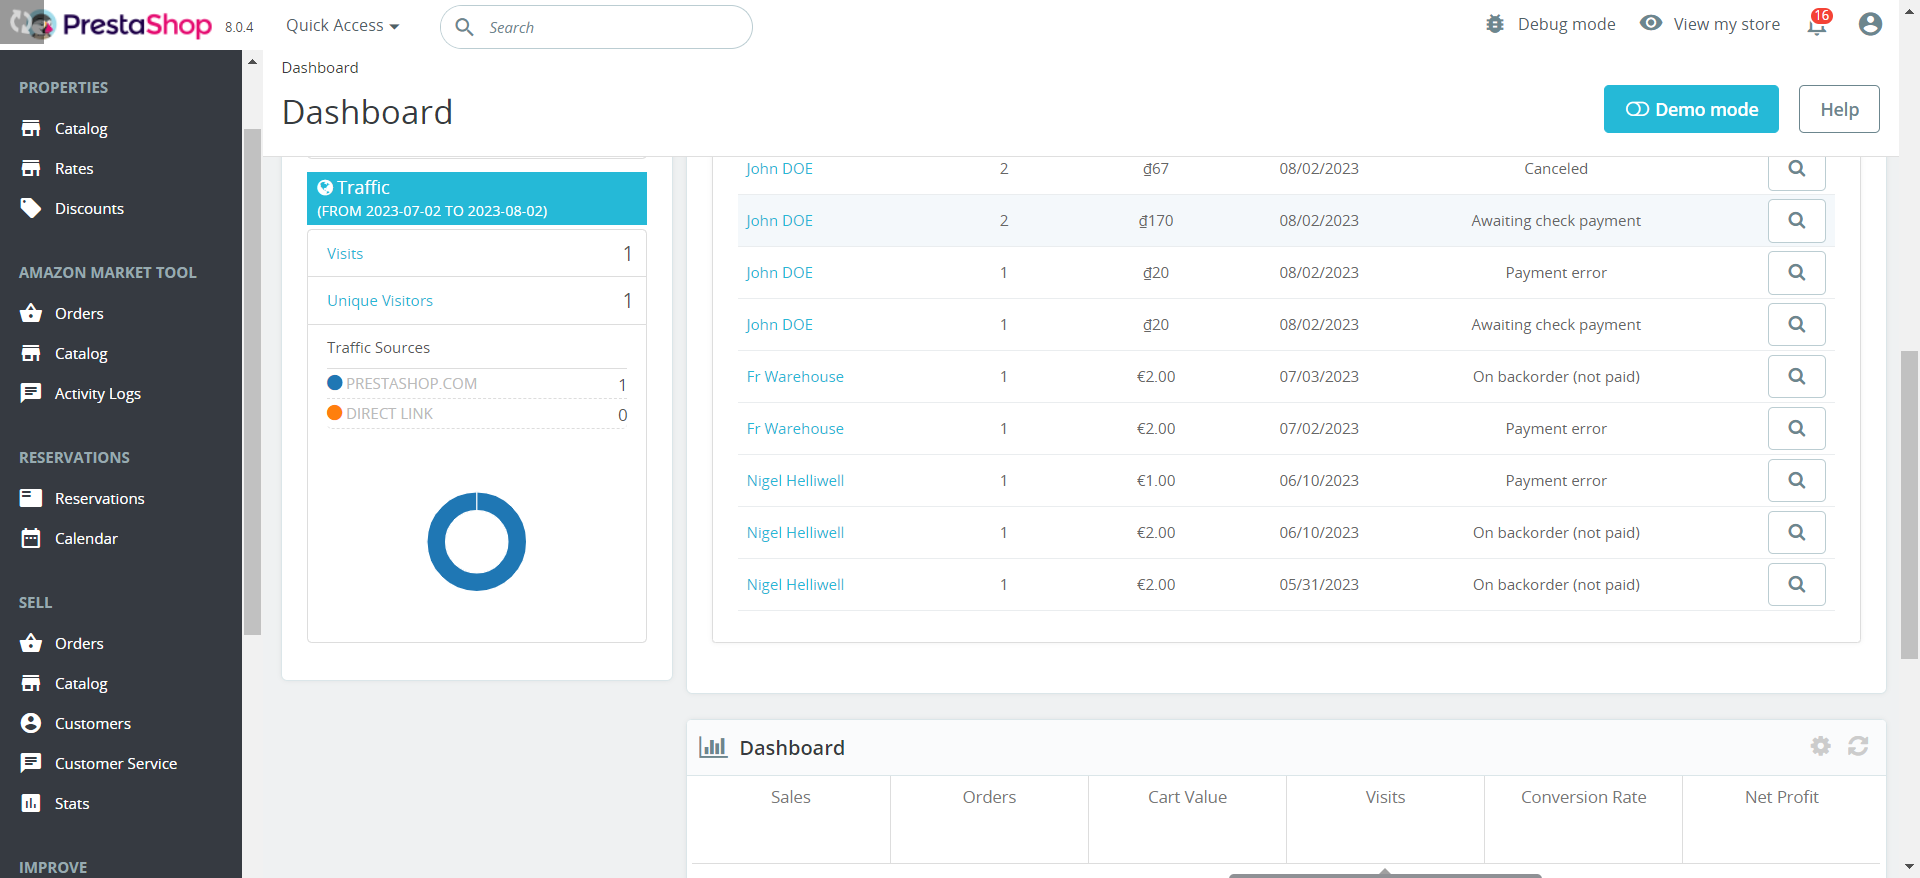 PrestaShop 8.0.4 Quick Access Search Debug mode View my store 16
Dashboard
Dashboard
Demo mode Help
PROPERTIES
Catalog
Rates
Discounts
AMAZON MARKET TOOL
Orders
Catalog
Activity Logs
RESERVATIONS
Reservations
Calendar
SELL
Orders
Catalog
Customers
Customer Service
Stats
IMPROVE
Traffic
(FROM 2023-07-02 TO 2023-08-02)
Visits 1
Unique Visitors 1
Traffic Sources
PRESTASHOP.COM 1
DIRECT LINK 0
John DOE 2 ₫67 08/02/2023 Canceled
John DOE 2 ₫170 08/02/2023 Awaiting check payment
John DOE 1 ₫20 08/02/2023 Payment error
John DOE 1 ₫20 08/02/2023 Awaiting check payment
Fr Warehouse 1 €2.00 07/03/2023 On backorder (not paid)
Fr Warehouse 1 €2.00 07/02/2023 Payment error
Nigel Helliwell 1 €1.00 06/10/2023 Payment error
Nigel Helliwell 1 €2.00 06/10/2023 On backorder (not paid)
Nigel Helliwell 1 €2.00 05/31/2023 On backorder (not paid)
Dashboard
Sales Orders Cart Value Visits Conversion Rate Net Profit